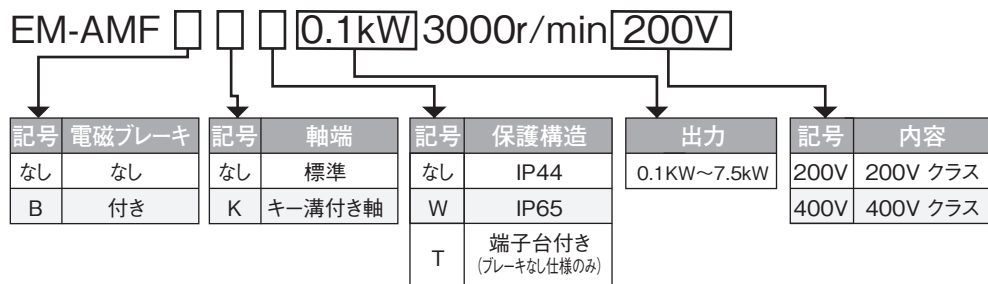 EM-AMF □ □ □ 0.1kW 3000r/min 200V
記号 電磁ブレーキ
なし なし
B 付き
記号 軸端
なし 標準
K キー溝付き軸
記号 保護構造
なし IP44
W IP65
T 端子台付き
(ブレーキなし仕様のみ)
出力
0.1KW～7.5kW
記号 内容
200V 200V クラス
400V 400V クラス